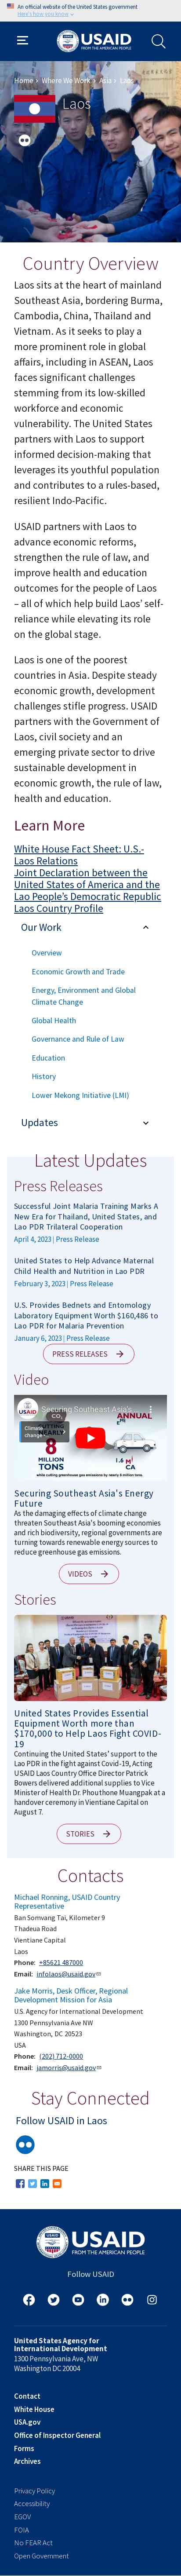 An official website of the United States government
Here's how you know
USAID
FROM THE AMERICAN PEOPLE
Home › Where We Work › Asia › Laos
Laos
Country Overview
Laos sits at the heart of mainland
Southeast Asia, bordering Burma,
Cambodia, China, Thailand and
Vietnam. As it seeks to play a
more prominent role in global
affairs, including in ASEAN, Laos
faces significant challenges
stemming from its low-skilled
workforce and economic
vulnerability. The United States
partners with Laos to support
informed decision-making that
leverages its youthful population
and contributes to a rules-based,
resilient Indo-Pacific.
USAID partners with Laos to
advance economic reforms,
strengthen the rule of law, and
improve health and education
outcomes for the people of Laos
– all of which help to build Laos' self-
reliance while elevating its role
on the global stage.
Laos is one of the poorest
countries in Asia. Despite steady
economic growth, development
challenges stifle progress. USAID
partners with the Government of
Laos, civil society and an
emerging private sector to drive
sustainable development in
economic growth, the rule of law,
health and education.
Learn More
White House Fact Sheet: U.S.-
Laos Relations
Joint Declaration between the
United States of America and the
Lao People’s Democratic Republic
Laos Country Profile
Our Work
Overview
Economic Growth and Trade
Energy, Environment and Global
Climate Change
Global Health
Governance and Rule of Law
Education
History
Lower Mekong Initiative (LMI)
Updates
Latest Updates
Press Releases
Successful Joint Malaria Training Marks A
New Era for Thailand, United States, and
Lao PDR Trilateral Cooperation
April 4, 2023 | Press Release
United States to Help Advance Maternal
Child Health and Nutrition in Lao PDR
February 3, 2023 | Press Release
U.S. Provides Bednets and Entomology
Laboratory Equipment Worth $160,486 to
Lao PDR for Malaria Prevention
January 6, 2023 | Press Release
PRESS RELEASES
Video
USAID
Securing Southeast Asia's
ANNUAL
CO₂
Climate
change
8
MILLION
TONS
while cutting greenhouse gas emissions by several 8 million tons.
Securing Southeast Asia's Energy
Future
As the damaging effects of climate change
threaten Southeast Asia's booming economies
and rich biodiversity, regional governments are
turning towards renewable energy sources to
reduce greenhouse gas emissions.
VIDEOS
Stories
United States Provides Essential
Equipment Worth more than
$170,000 to Help Laos Fight COVID-
19
Continuing the United States’ support to the
Lao PDR in the fight against Covid-19, Acting
USAID Laos Country Office Director Patrick
Bowers delivered additional supplies to Vice
Minister of Health Dr. Phouthone Muangpak at a
handover ceremony in Vientiane Capital on
August 7.
STORIES
Contacts
Michael Ronning, USAID Country
Representative
Ban Somvang Tai, Kilometer 9
Thadeua Road
Vientiane Capital
Laos
Phone: +85621 487000
Email: infolaos@usaid.gov
Jake Morris, Desk Officer, Regional
Development Mission for Asia
U.S. Agency for International Development
1300 Pennsylvania Ave NW
Washington, DC 20523
USA
Phone: (202) 712-0000
Email: jamorris@usaid.gov
Stay Connected
Follow USAID in Laos
SHARE THIS PAGE
USAID
FROM THE AMERICAN PEOPLE
Follow USAID
United States Agency for
International Development
1300 Pennsylvania Ave, NW
Washington DC 20004
Contact
White House
USA.gov
Office of Inspector General
Forms
Archives
Privacy Policy
Accessibility
EGOV
FOIA
No FEAR Act
Open Government